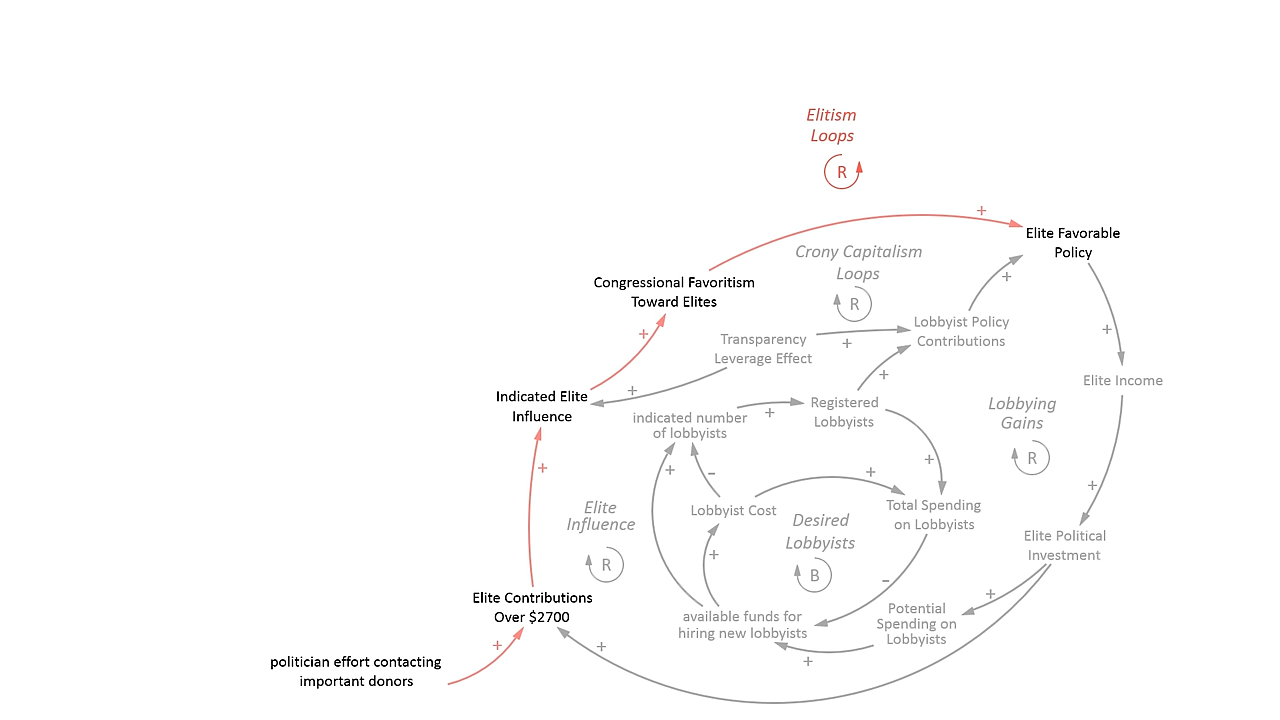 Elitism
Loops
R
+
Elite Favorable
Policy
Crony Capitalism
Loops
R
+
Congressional Favoritism
Toward Elites
+
Lobbyist Policy
Contributions
Transparency
Leverage Effect
+
+
+
Elite Income
+
Indicated Elite
Influence
indicated number
of lobbyists
+
Registered
Lobbyists
Lobbying
Gains
R
+
+
+
-
+
+
Lobbyist Cost
Total Spending
on Lobbyists
Elite
Influence
R
Desired
Lobbyists
B
+
Elite Political
Investment
-
+
Elite Contributions
Over $2700
available funds for
hiring new lobbyists
Potential
Spending on
Lobbyists
+
+
+
politician effort contacting
important donors